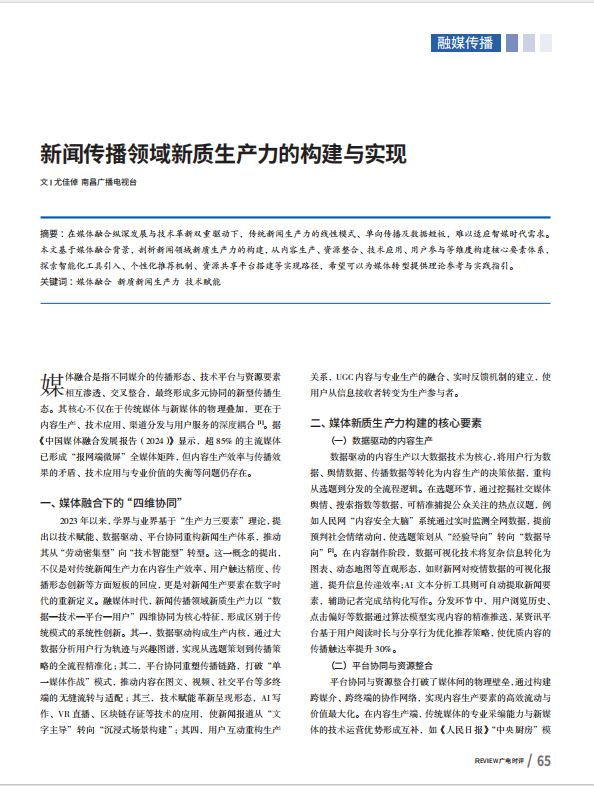 融媒传播
新闻传播领域新质生产力的构建与实现
文 | 尤佳倬 南昌广播电视台
摘要：在媒体融合纵深发展与技术革新双重驱动下，传统新闻生产力的线性模式、单向传播及数据短板，难以适应智媒时代需求。
本文基于媒体融合背景，剖析新闻领域新质生产力的构建，从内容生产、资源整合、技术应用、用户参与等维度构建核心要素体系，
探索智能化工具引入、个性化推荐机制、资源共享平台搭建等实现路径，希望可以为媒体转型提供理论参考与实践指引。
关键词：媒体融合 新质新闻生产力 技术赋能
媒体融合是指不同媒介的传播形态、技术平台与资源要素
相互渗透、交叉整合，最终形成多元协同的新型传播生
态。其核心不仅在于传统媒体与新媒体的物理叠加，更在于
内容生产、技术应用、渠道分发与用户服务的深度耦合[1]。据
《中国媒体融合发展报告（2024）》显示，超 85% 的主流媒体
已形成“报网端微屏”全媒体矩阵，但内容生产效率与传播效
果的矛盾、技术应用与专业价值的失衡等问题仍存在。
一、媒体融合下的“四维协同”
2023 年以来，学界与业界基于“生产力三要素”理论，提
出以技术赋能、数据驱动、平台协同重构新闻生产体系，推动
其从“劳动密集型”向“技术智能型”转型。这一概念的提出，
不仅是对传统新闻生产力在内容生产效率、用户触达精度、传
播形态创新等方面短板的回应，更是对新闻生产要素在数字时
代的重新定义。融媒体时代，新闻传播领域新质生产力以“数
据—技术—平台—用户”四维协同为核心特征，形成区别于传
统模式的系统性创新。其一，数据驱动构成生产内核，通过大
数据分析用户行为轨迹与兴趣图谱，实现从选题策划到传播策
略的全流程精准化；其二，平台协同重塑传播链路，打破“单
一媒体作战”模式，推动内容在图文、视频、社交平台等多终
端的无缝流转与适配；其三，技术赋能革新呈现形态，AI 写
作、VR 直播、区块链存证等技术的应用，使新闻报道从“文
字主导”转向“沉浸式场景构建”；其四，用户互动重构生产
关系，UGC 内容与专业生产的融合、实时反馈机制的建立，使
用户从信息接收者转变为生产参与者。
二、媒体新质生产力构建的核心要素
（一）数据驱动的内容生产
数据驱动的内容生产以大数据技术为核心，将用户行为数
据、舆情数据、传播数据等转化为内容生产的决策依据，重构
从选题到分发的全流程逻辑。在选题环节，通过挖掘社交媒体
舆情、搜索指数等数据，可精准捕捉公众关注的热点议题，例
如人民网“内容安全大脑”系统通过实时监测全网数据，提前
预判社会情绪动向，使选题策划从“经验导向”转向“数据导
向”[2]。在内容制作阶段，数据可视化技术将复杂信息转化为
图表、动态地图等直观形态，如财新网对疫情数据的可视化报
道，提升信息传递效率；AI 文本分析工具则可自动提取新闻要
素，辅助记者完成结构化写作。分发环节中，用户浏览历史、
点击偏好等数据通过算法模型实现内容的精准推送，某资讯平
台基于用户阅读时长与分享行为优化推荐策略，使优质内容的
传播触达率提升 30%。
（二）平台协同与资源整合
平台协同与资源整合打破了媒体间的物理壁垒，通过构建
跨媒介、跨终端的协作网络，实现内容生产要素的高效流动与
价值最大化。在内容生产端，传统媒体的专业采编能力与新媒
体的技术运营优势形成互补，如《人民日报》“中央厨房”模
REVIEW广电时评 / 65